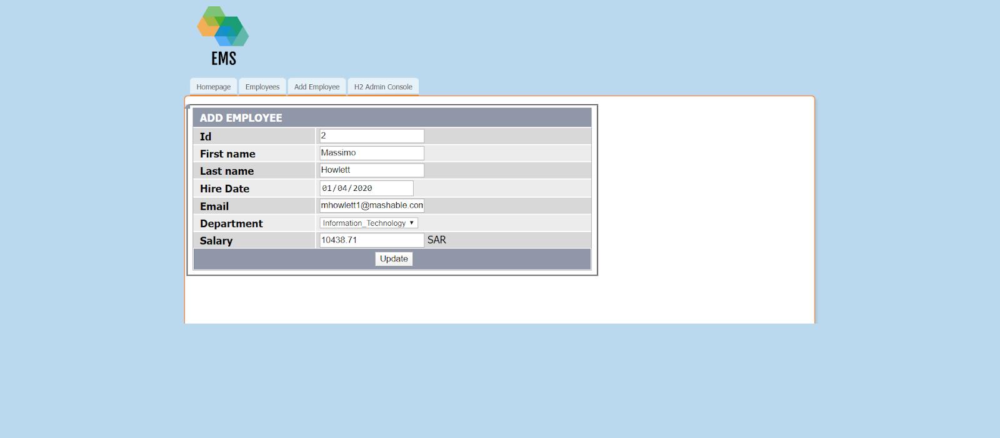 EMS
Homepage Employees Add Employee H2 Admin Console
ADD EMPLOYEE
Id 2
First name Massimo
Last name Howlett
Hire Date 01/04/2020
Email mhowlett1@mashable.com
Department Information_Technology
Salary 10438.71 SAR
Update